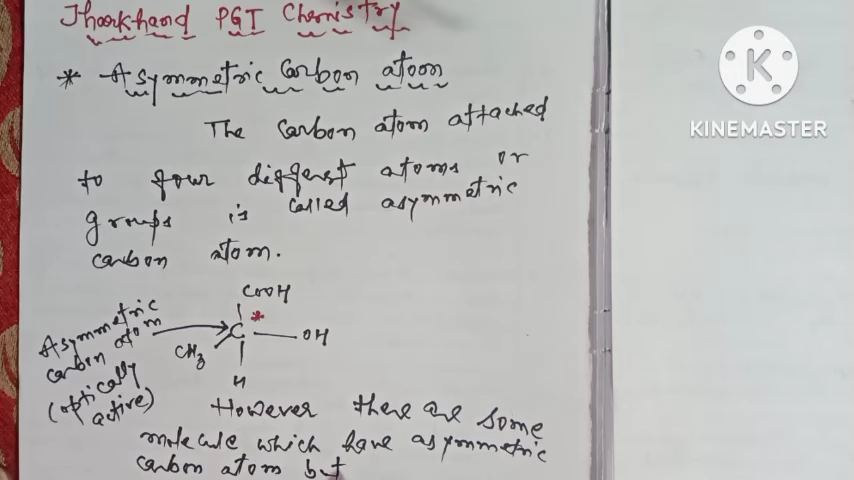 Jharkhand PGT Chemistry
* Asymmetric carbon atom
The carbon atom attached
to four different atoms or
groups is called asymmetric
carbon atom.
COOH
*
Asymmetric
carbon atom
(optically
active)
C
OH
CH3
H
However there are some
molecule which have asymmetric
carbon atom but
K
KINEMASTER